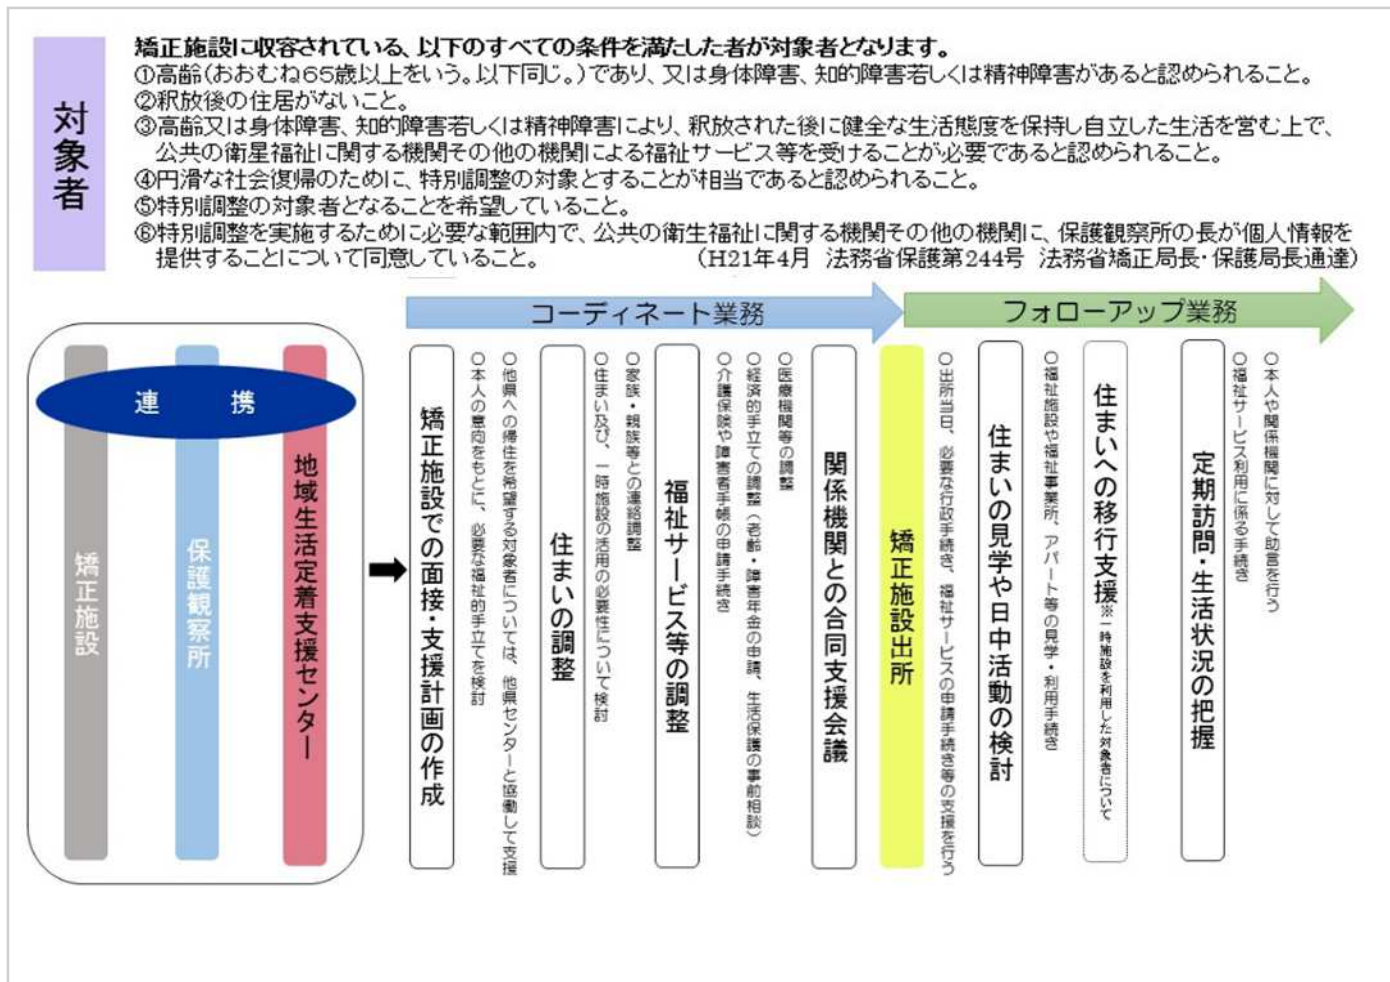 対象者
矯正施設に収容されている、以下のすべての条件を満たした者が対象者となります。
①高齢(おおむね65歳以上をいう。以下同じ。)であり、又は身体障害、知的障害若しくは精神障害があると認められること。
②釈放後の住居がないこと。
③高齢又は身体障害、知的障害若しくは精神障害により、釈放された後に健全な生活態度を保持し自立した生活を営む上で、
公共の衛星福祉に関する機関その他の機関による福祉サービス等を受けることが必要であると認められること。
④円滑な社会復帰のために、特別調整の対象とすることが相当であると認められること。
⑤特別調整の対象者となることを希望していること。
⑥特別調整を実施するために必要な範囲内で、公共の衛生福祉に関する機関その他の機関に、保護観察所の長が個人情報を
提供することについて同意していること。 (H21年4月 法務省保護第244号 法務省矯正局長・保護局長通達)
コーディネート業務
フォローアップ業務
連 携
矯正施設
保護観察所
地域生活定着支援センター
矯正施設での面接・支援計画の作成
○本人の意向をもとに、必要な福祉的手立てを検討
○他県への帰住を希望する対象者については、他県センターと協働して支援
住まいの調整
○住まい及び、一時施設の活用の必要性について検討
○家族・親族等との連絡調整
福祉サービス等の調整
○介護保険や障害者手帳の申請手続き
○経済的手立ての調整(老齢・障害年金の申請、生活保護の事前相談)
○医療機関等の調整
関係機関との合同支援会議
矯正施設出所
○出所当日、必要な行政手続き、福祉サービスの申請手続き等の支援を行う
住まいの見学や日中活動の検討
○福祉施設や福祉事業所、アパート等の見学・利用手続き
住まいへの移行支援※一時施設を利用した対象者について
定期訪問・生活状況の把握
○福祉サービス利用に係る手続き
○本人や関係機関に対して助言を行う